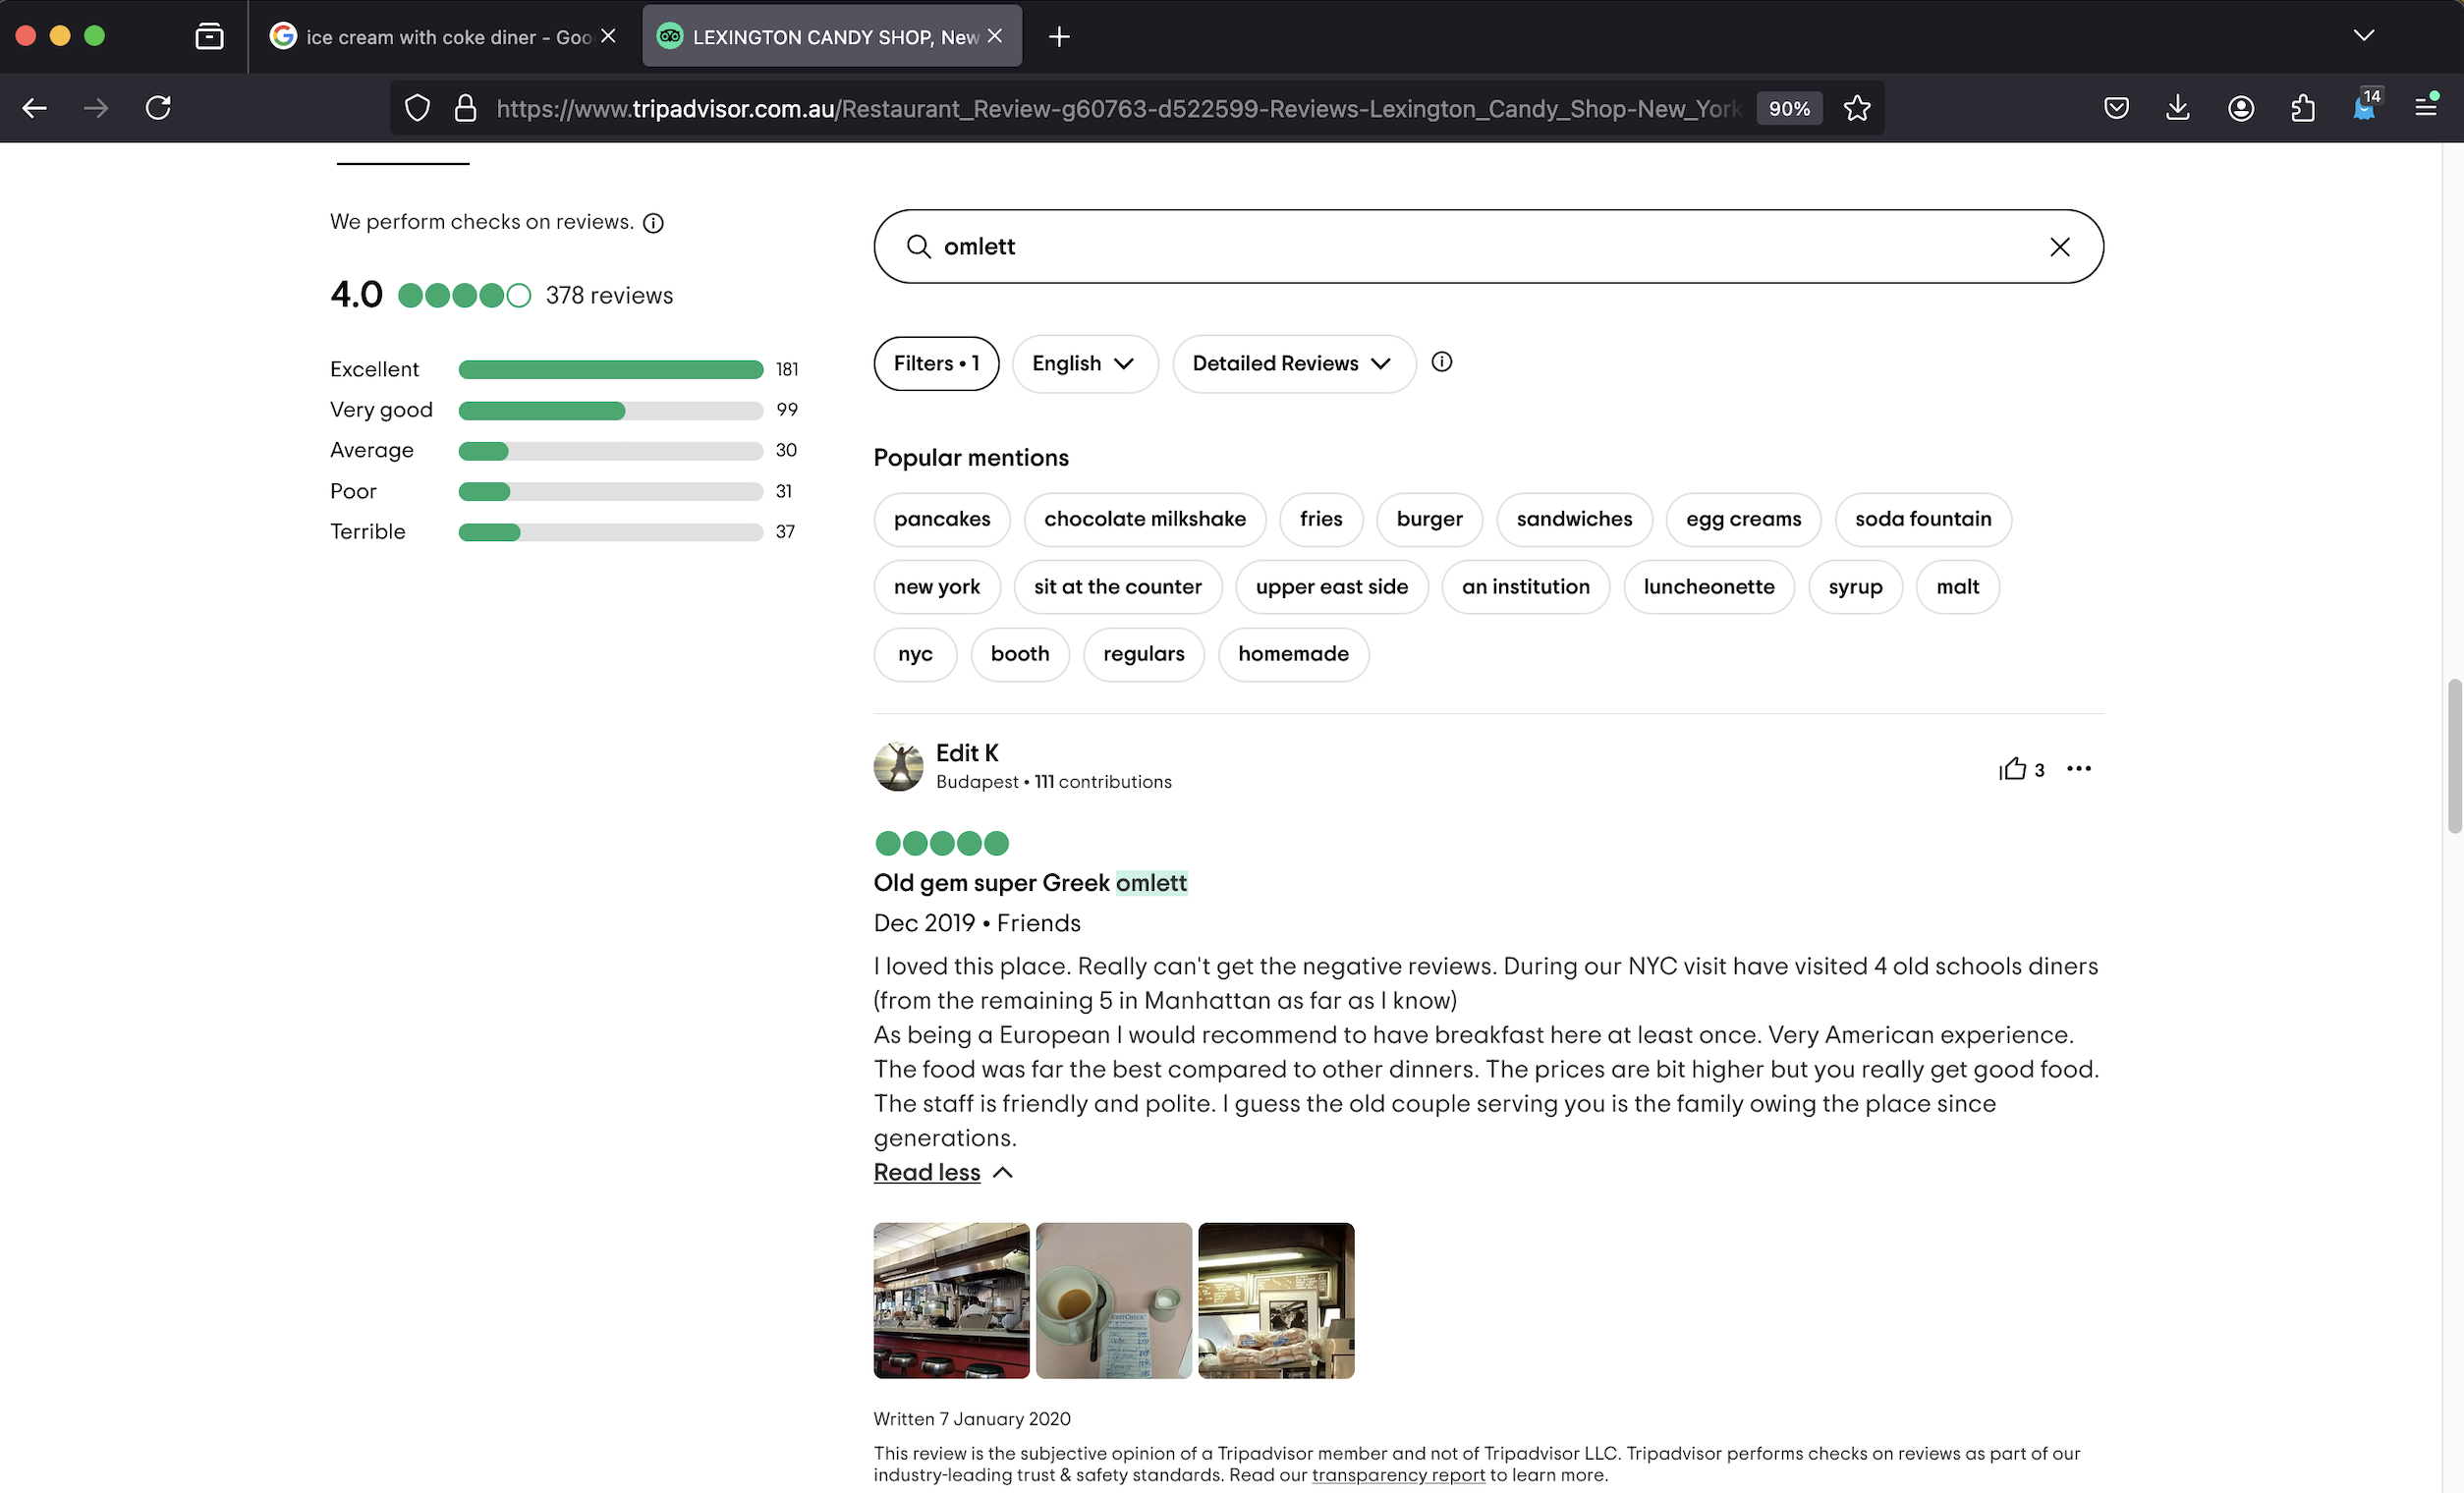 ice cream with coke diner - Goo
LEXINGTON CANDY SHOP, New
https://www.tripadvisor.com.au/Restaurant_Review-g60763-d522599-Reviews-Lexington_Candy_Shop-New_York
90%
14
We perform checks on reviews.
4.0 378 reviews
Excellent 181
Very good 99
Average 30
Poor 31
Terrible 37
omlett
Filters • 1 English Detailed Reviews
Popular mentions
pancakes chocolate milkshake fries burger sandwiches egg creams soda fountain
new york sit at the counter upper east side an institution luncheonette syrup malt
nyc booth regulars homemade
Edit K
Budapest • 111 contributions
3
Old gem super Greek omlett
Dec 2019 • Friends
I loved this place. Really can't get the negative reviews. During our NYC visit have visited 4 old schools diners
(from the remaining 5 in Manhattan as far as I know)
As being a European I would recommend to have breakfast here at least once. Very American experience.
The food was far the best compared to other dinners. The prices are bit higher but you really get good food.
The staff is friendly and polite. I guess the old couple serving you is the family owing the place since
generations.
Read less
Written 7 January 2020
This review is the subjective opinion of a Tripadvisor member and not of Tripadvisor LLC. Tripadvisor performs checks on reviews as part of our
industry-leading trust & safety standards. Read our transparency report to learn more.